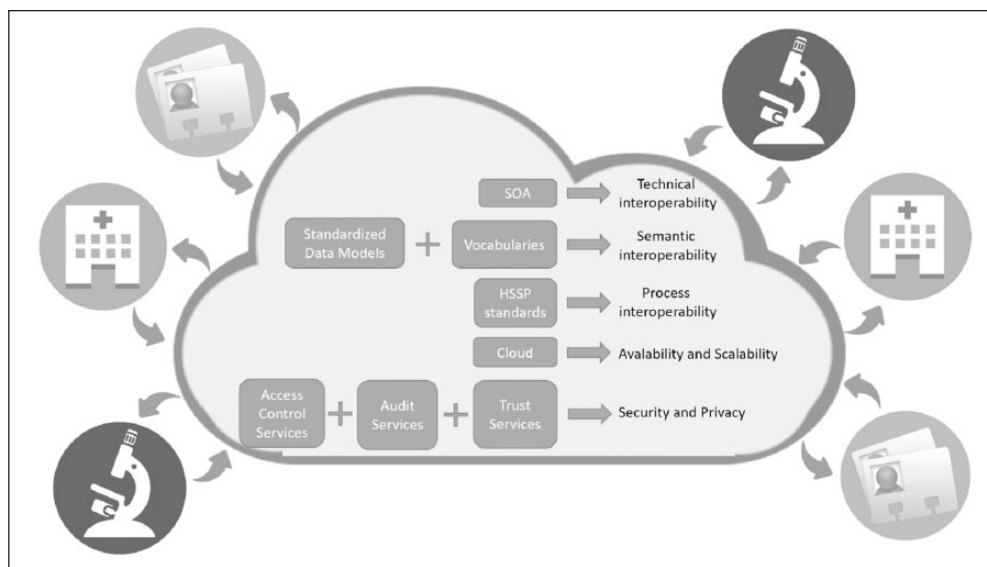 SOA
Technical
interoperability
Standardized
Data Models
+
Vocabularies
Semantic
interoperability
HSSP
standards
Process
interoperability
Cloud
Avalability and Scalability
Access
Control
Services
+
Audit
Services
+
Trust
Services
Security and Privacy